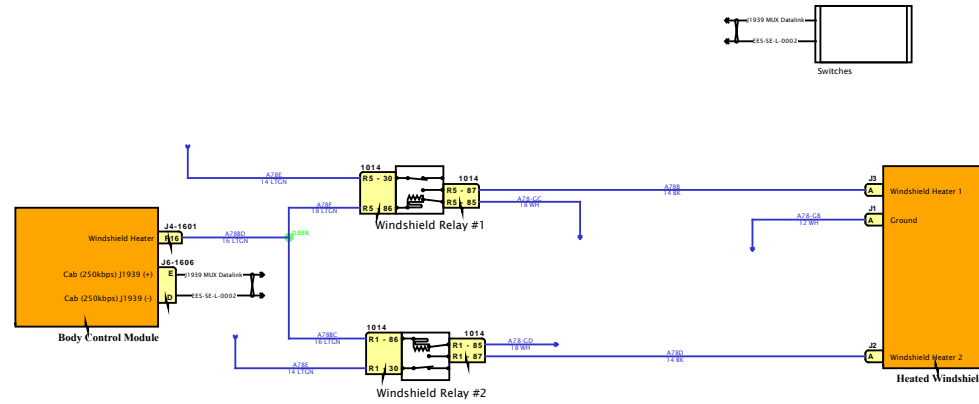 J1939 MUX Datalink
EES-SE-L-0002
Switches
A78E
14 LTGN
1014
R5 - 30
R5 - 86
1014
R5 - 87
R5 - 85
A78B
14 BK
A78-GC
18 WH
J3
A
Windshield Heater 1
A78F
18 LTGN
Windshield Relay #1
J1
A
Ground
A78-G8
12 WH
Windshield Heater
J4-1601
F16
A78BD
16 LTGN
J6-1606
Cab (250kbps) J1939 (+)
E
J1939 MUX Datalink
Cab (250kbps) J1939 (-)
D
EES-SE-L-0002
Body Control Module
A78BC
16 LTGN
1014
R1 - 86
R1 - 30
1014
R1 - 85
R1 - 87
A78-GD
18 WH
A78E
14 LTGN
A78D
14 BK
J2
A
Windshield Heater 2
Windshield Relay #2
Heated Windshiel